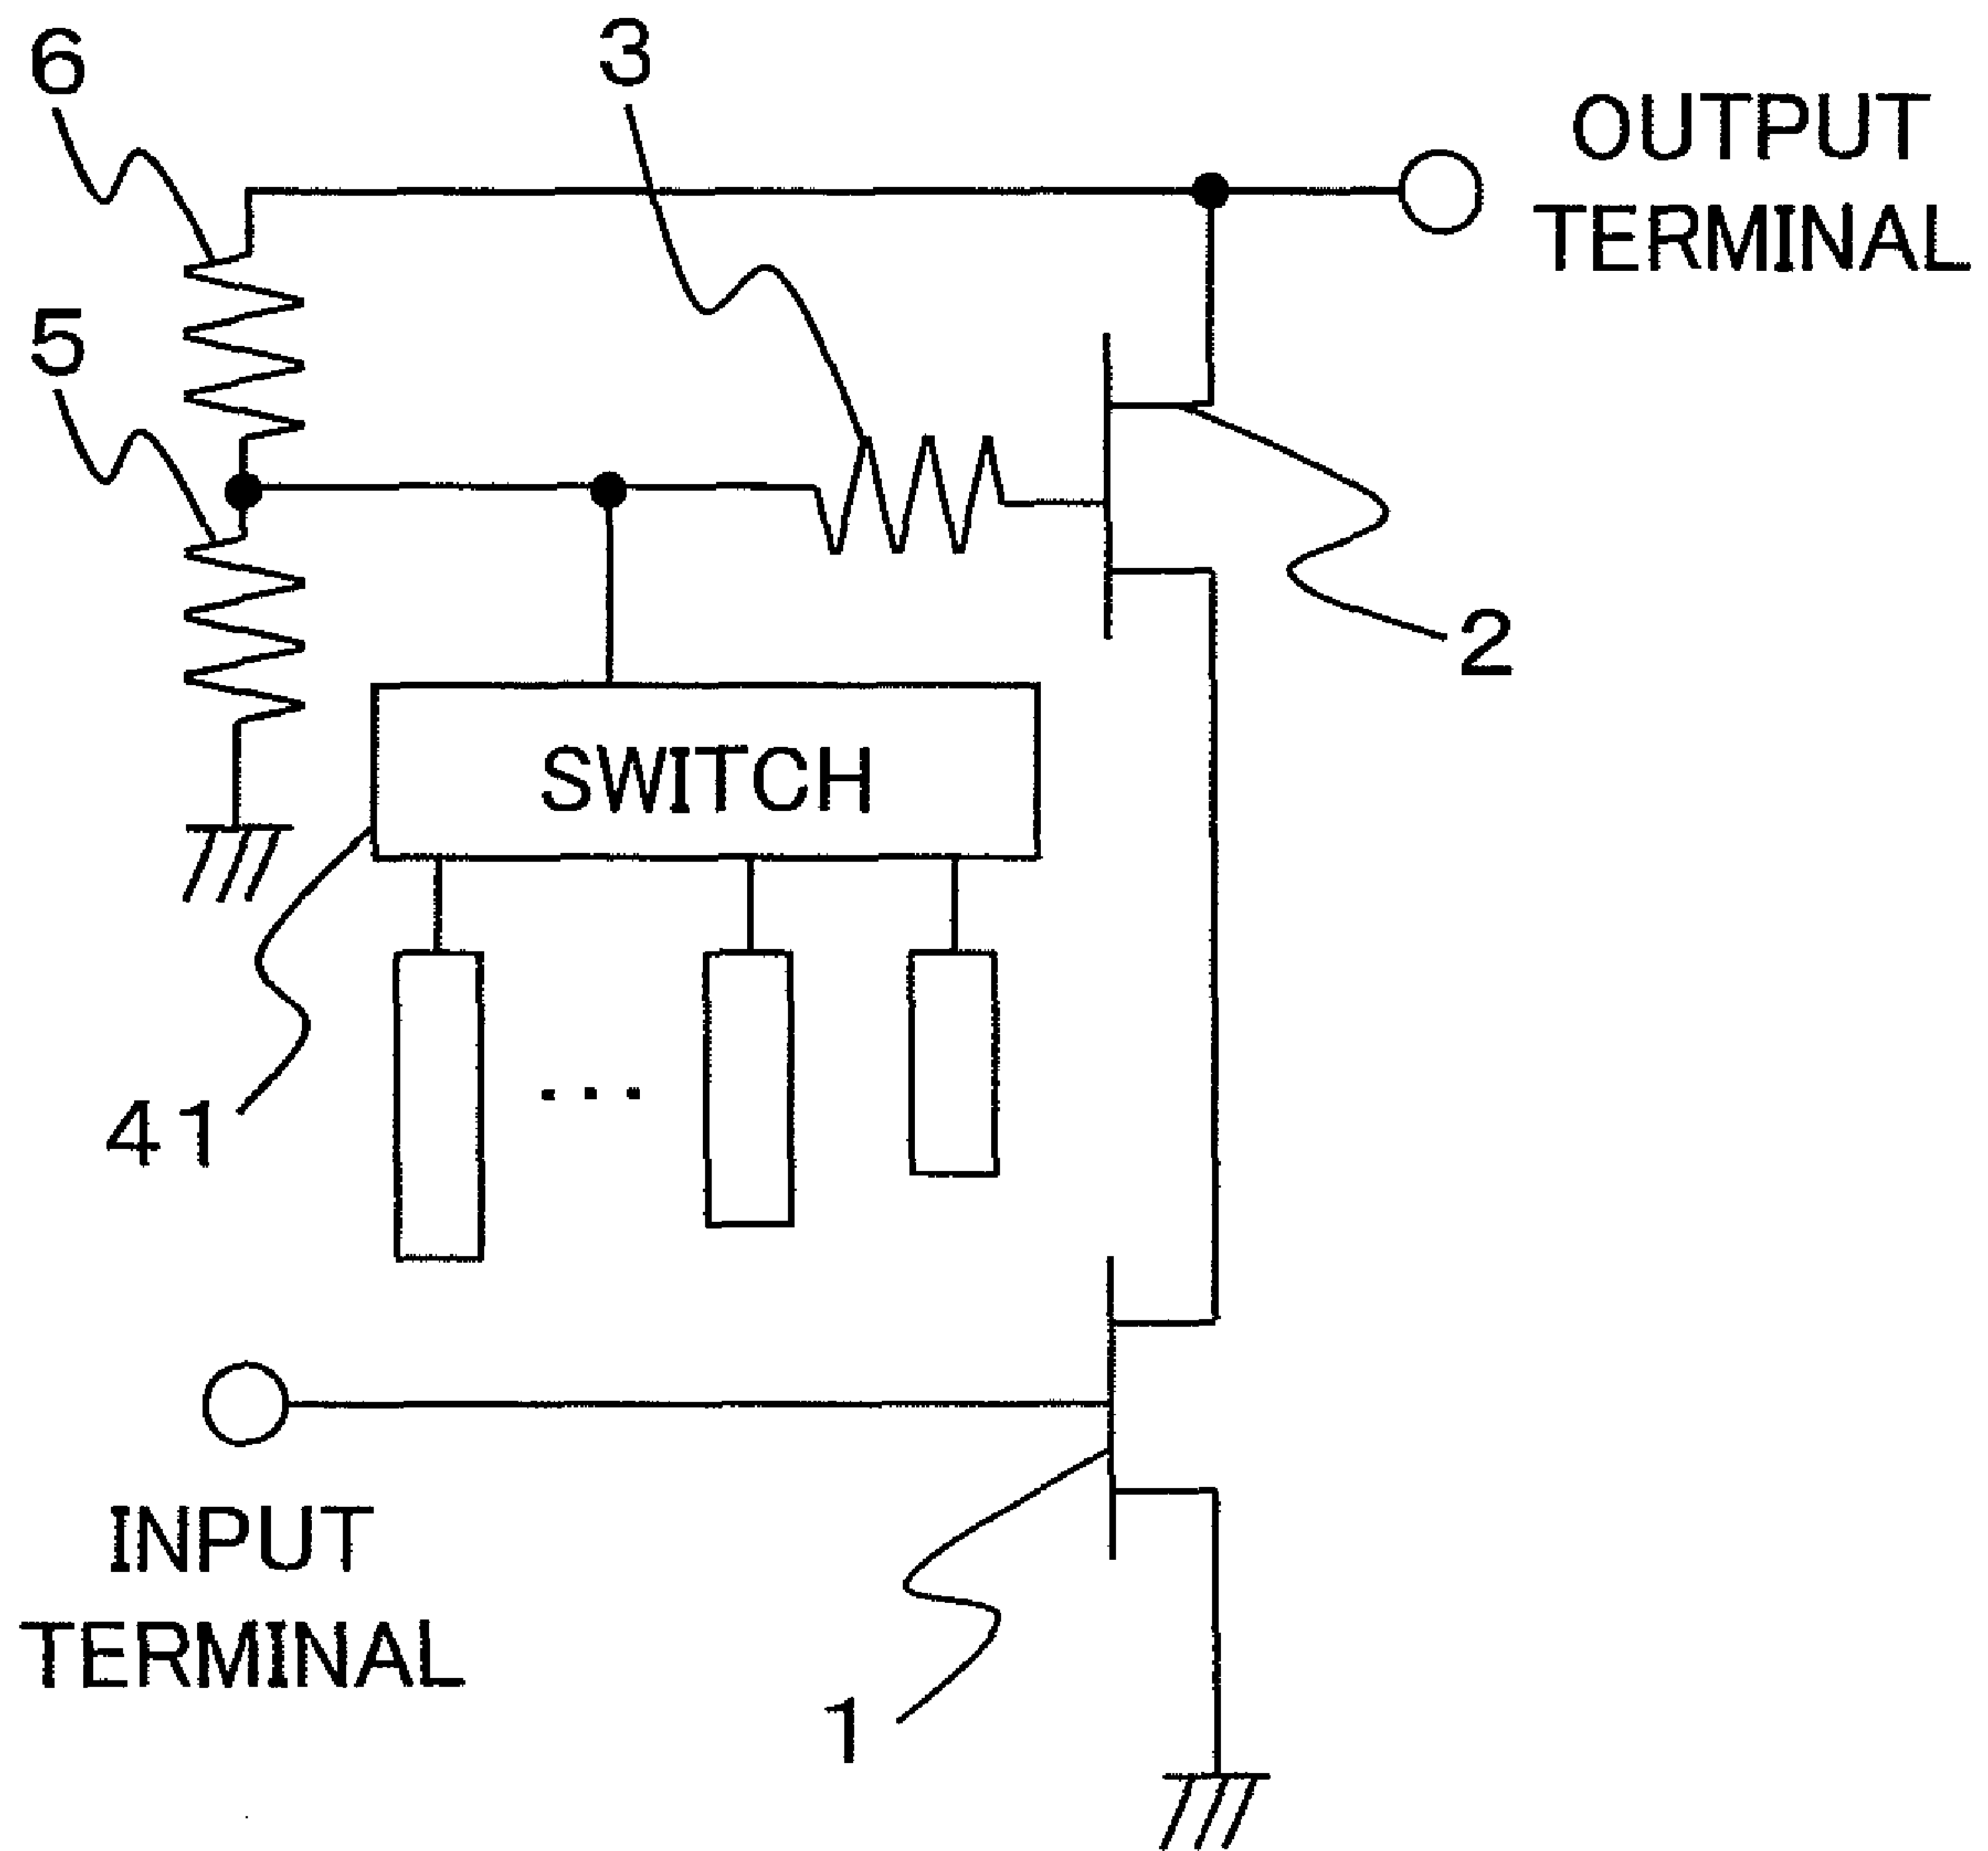 6
3
OUTPUT
TERMINAL
5
2
SWITCH
...
41
INPUT
TERMINAL
1